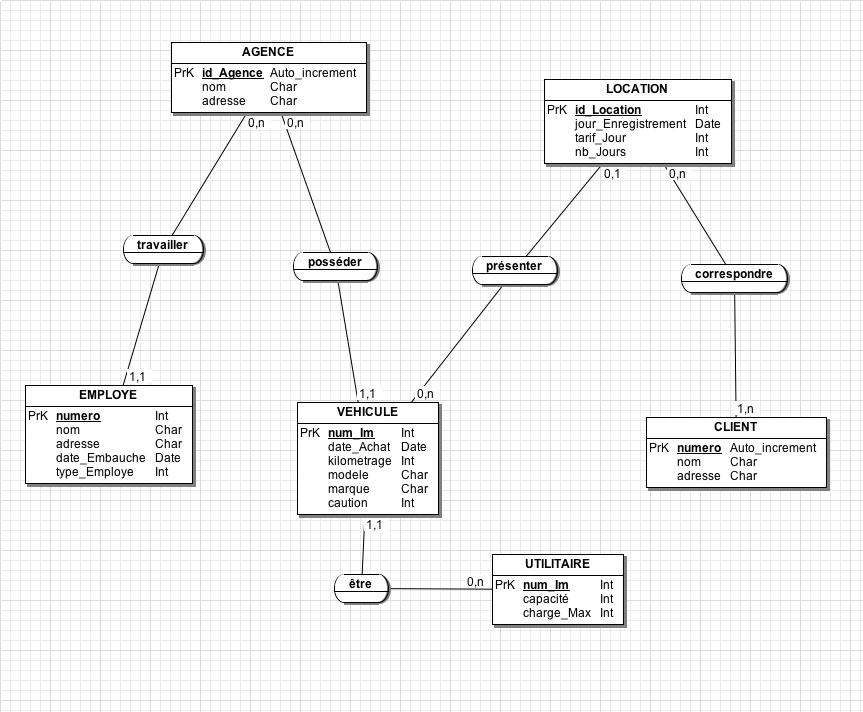 AGENCE
PrK id_Agence Auto_increment
nom Char
adresse Char
0,n 0,n
LOCATION
PrK id_Location Int
jour_Enregistrement Date
tarif_Jour Int
nb_Jours Int
0,1 0,n
travailler
posséder
présenter
correspondre
1,1
EMPLOYE
PrK numero Int
nom Char
adresse Char
date_Embauche Date
type_Employe Int
1,1 0,n
VEHICULE
PrK num_Im Int
date_Achat Date
kilometrage Int
modele Char
marque Char
caution Int
1,1
1,n
CLIENT
PrK numero Auto_increment
nom Char
adresse Char
être
0,n
UTILITAIRE
PrK num_Im Int
capacité Int
charge_Max Int